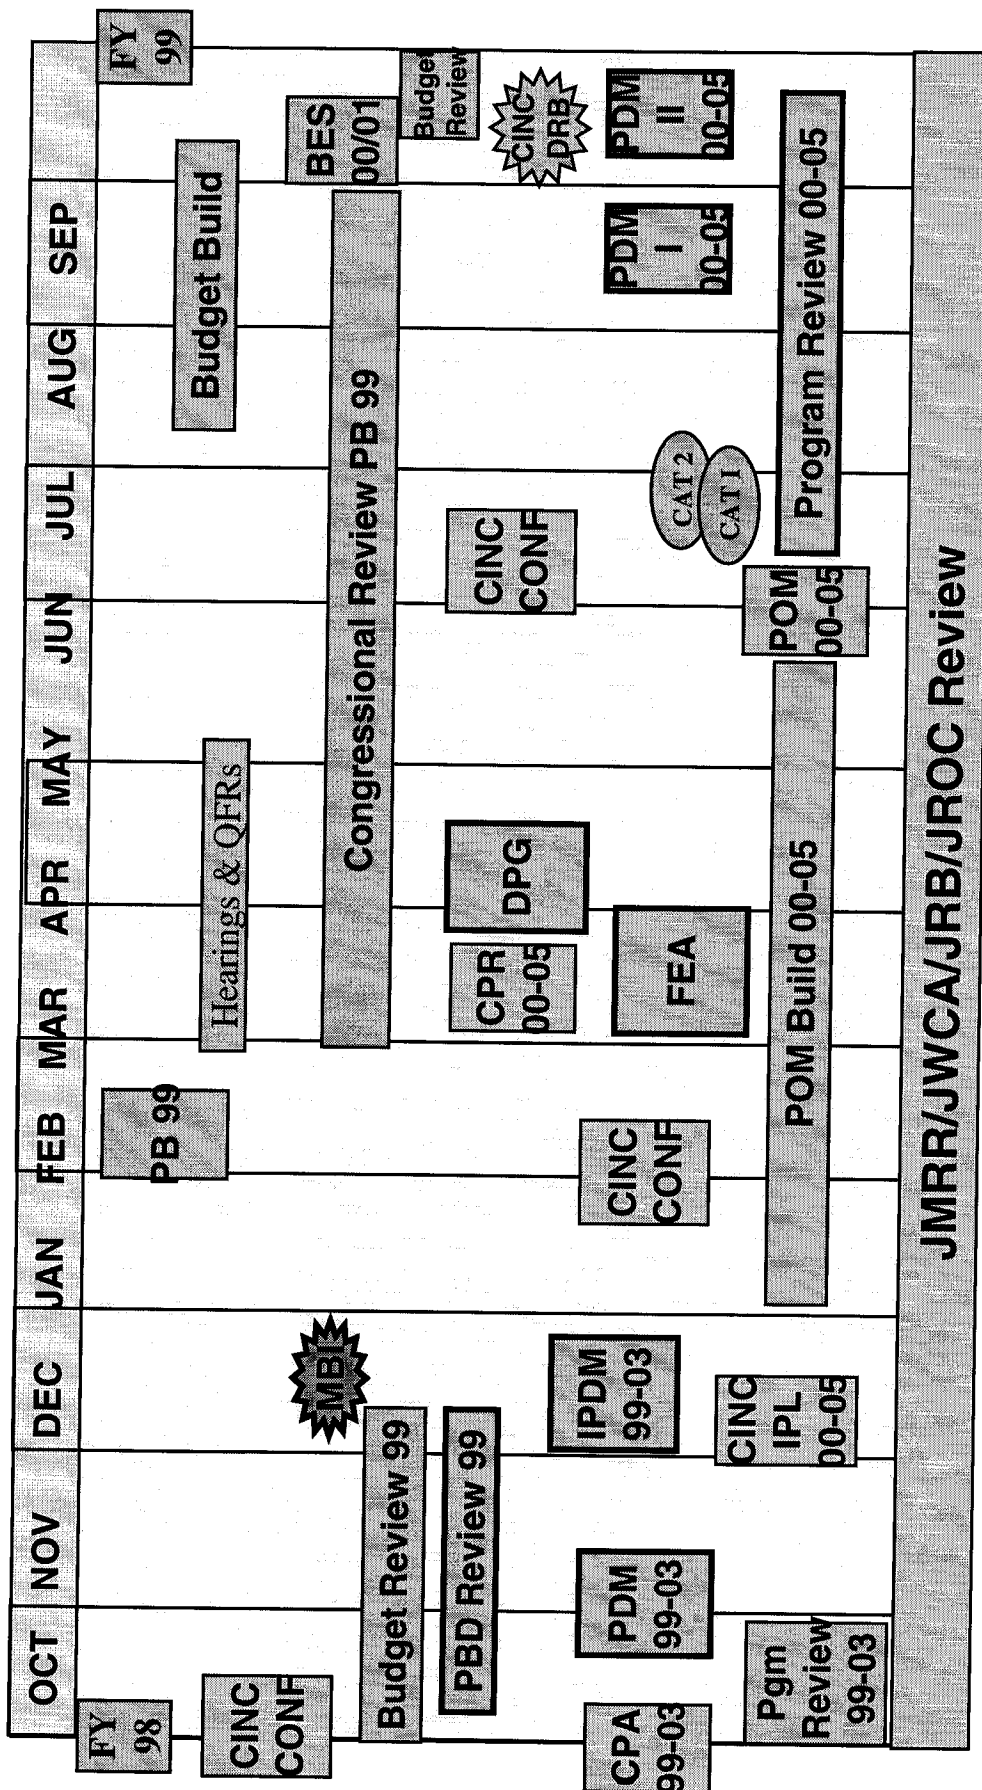 OCT NOV DEC JAN FEB MAR APR MAY JUN JUL AUG SEP
FY
98
FY
99
CINC
CONF
PB 99
Hearings & QFRs
Budget Build
MBI
Congressional Review PB 99
BES
00/01
Budget Review 99
PBD Review 99
CPR
00-05
DPG
CINC
CONF
Budget
Review
CINC
DRB
CPA
99-03
PDM
99-03
IPDM
99-03
CINC
CONF
FEA
CAT 2
CAT 1
PDM
I
00-05
PDM
II
00-05
Pgm
Review
99-03
CINC
IPL
00-05
POM Build 00-05
POM
00-05
Program Review 00-05
JMRR/JWCA/JRB/JROC Review